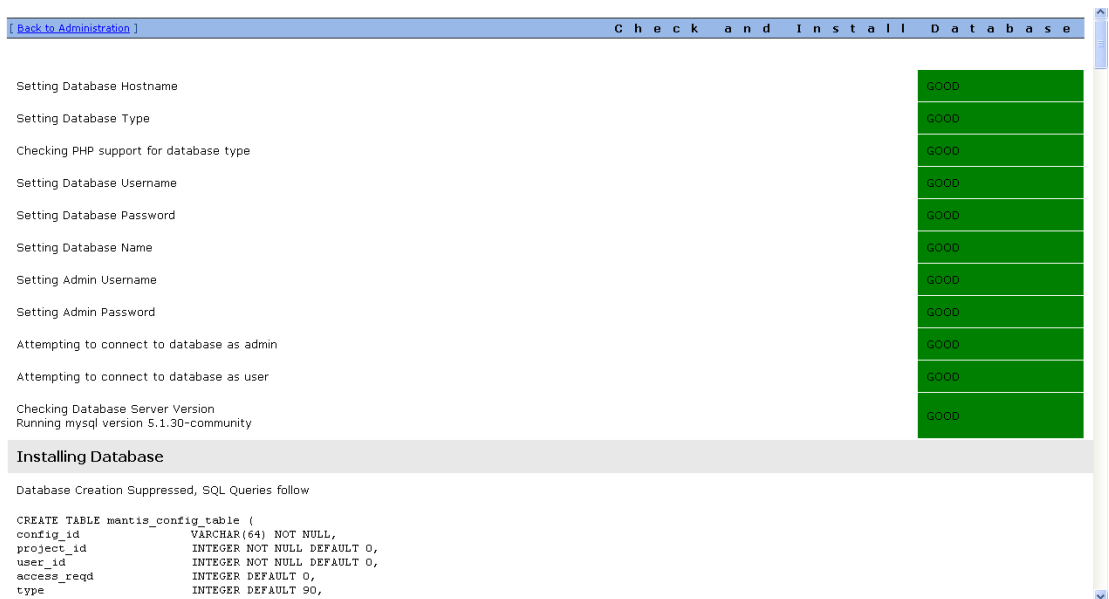 [ Back to Administration ] Check and Install Database
Setting Database Hostname GOOD
Setting Database Type GOOD
Checking PHP support for database type GOOD
Setting Database Username GOOD
Setting Database Password GOOD
Setting Database Name GOOD
Setting Admin Username GOOD
Setting Admin Password GOOD
Attempting to connect to database as admin GOOD
Attempting to connect to database as user GOOD
Checking Database Server Version
Running mysql version 5.1.30-community GOOD
Installing Database
Database Creation Suppressed, SQL Queries follow
CREATE TABLE mantis_config_table (
config_id VARCHAR(64) NOT NULL,
project_id INTEGER NOT NULL DEFAULT 0,
user_id INTEGER NOT NULL DEFAULT 0,
access_reqd INTEGER DEFAULT 0,
type INTEGER DEFAULT 90,